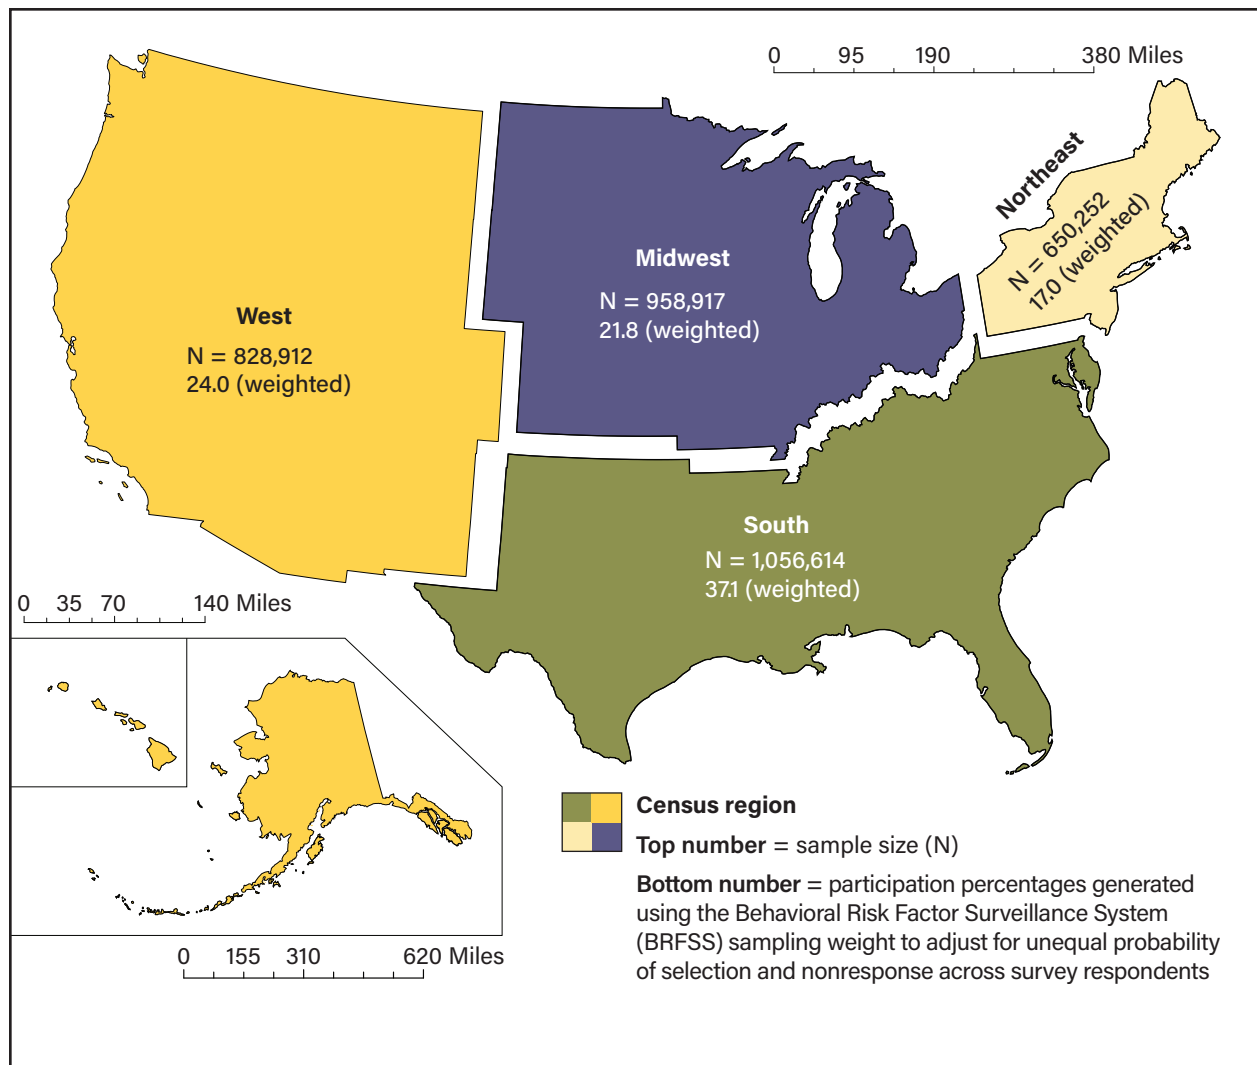 0 95 190 380 Miles
Northeast
N = 650,252
17.0 (weighted)
Midwest
N = 958,917
21.8 (weighted)
West
N = 828,912
24.0 (weighted)
South
N = 1,056,614
37.1 (weighted)
0 35 70 140 Miles
Census region
Top number = sample size (N)
Bottom number = participation percentages generated
using the Behavioral Risk Factor Surveillance System
(BRFSS) sampling weight to adjust for unequal probability
of selection and nonresponse across survey respondents
0 155 310 620 Miles